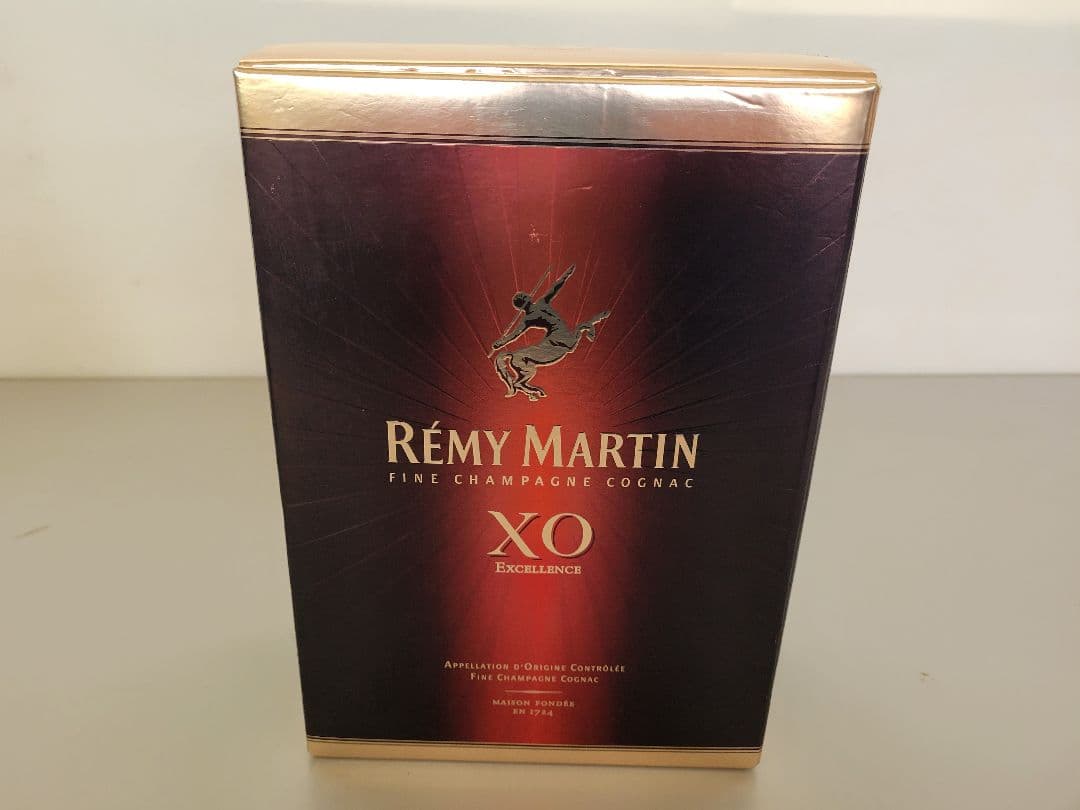 RÉMY MARTIN
FINE CHAMPAGNE COGNAC
XO
EXCELLENCE
APPELLATION D'ORIGINE CONTRÔLÉE
FINE CHAMPAGNE COGNAC
MAISON FONDÉE
EN 1724